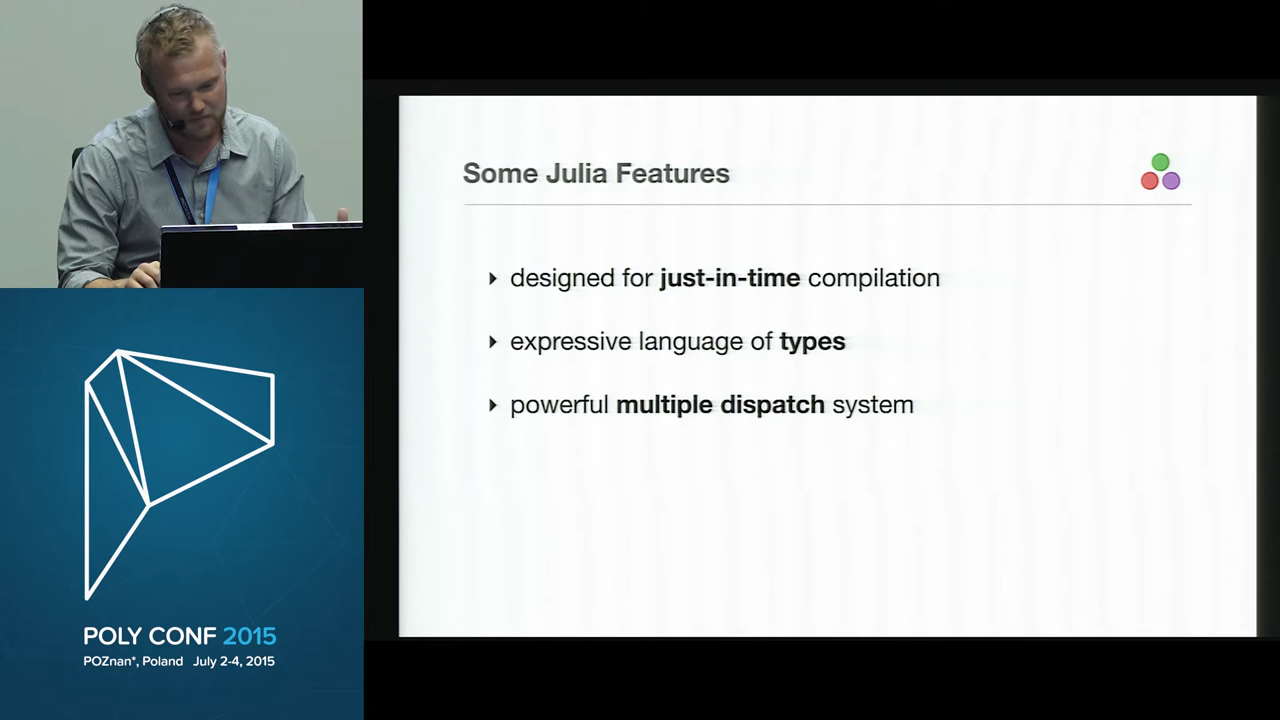 Some Julia Features
designed for just-in-time compilation
expressive language of types
powerful multiple dispatch system
POLY CONF 2015
POZnan*, Poland July 2-4, 2015